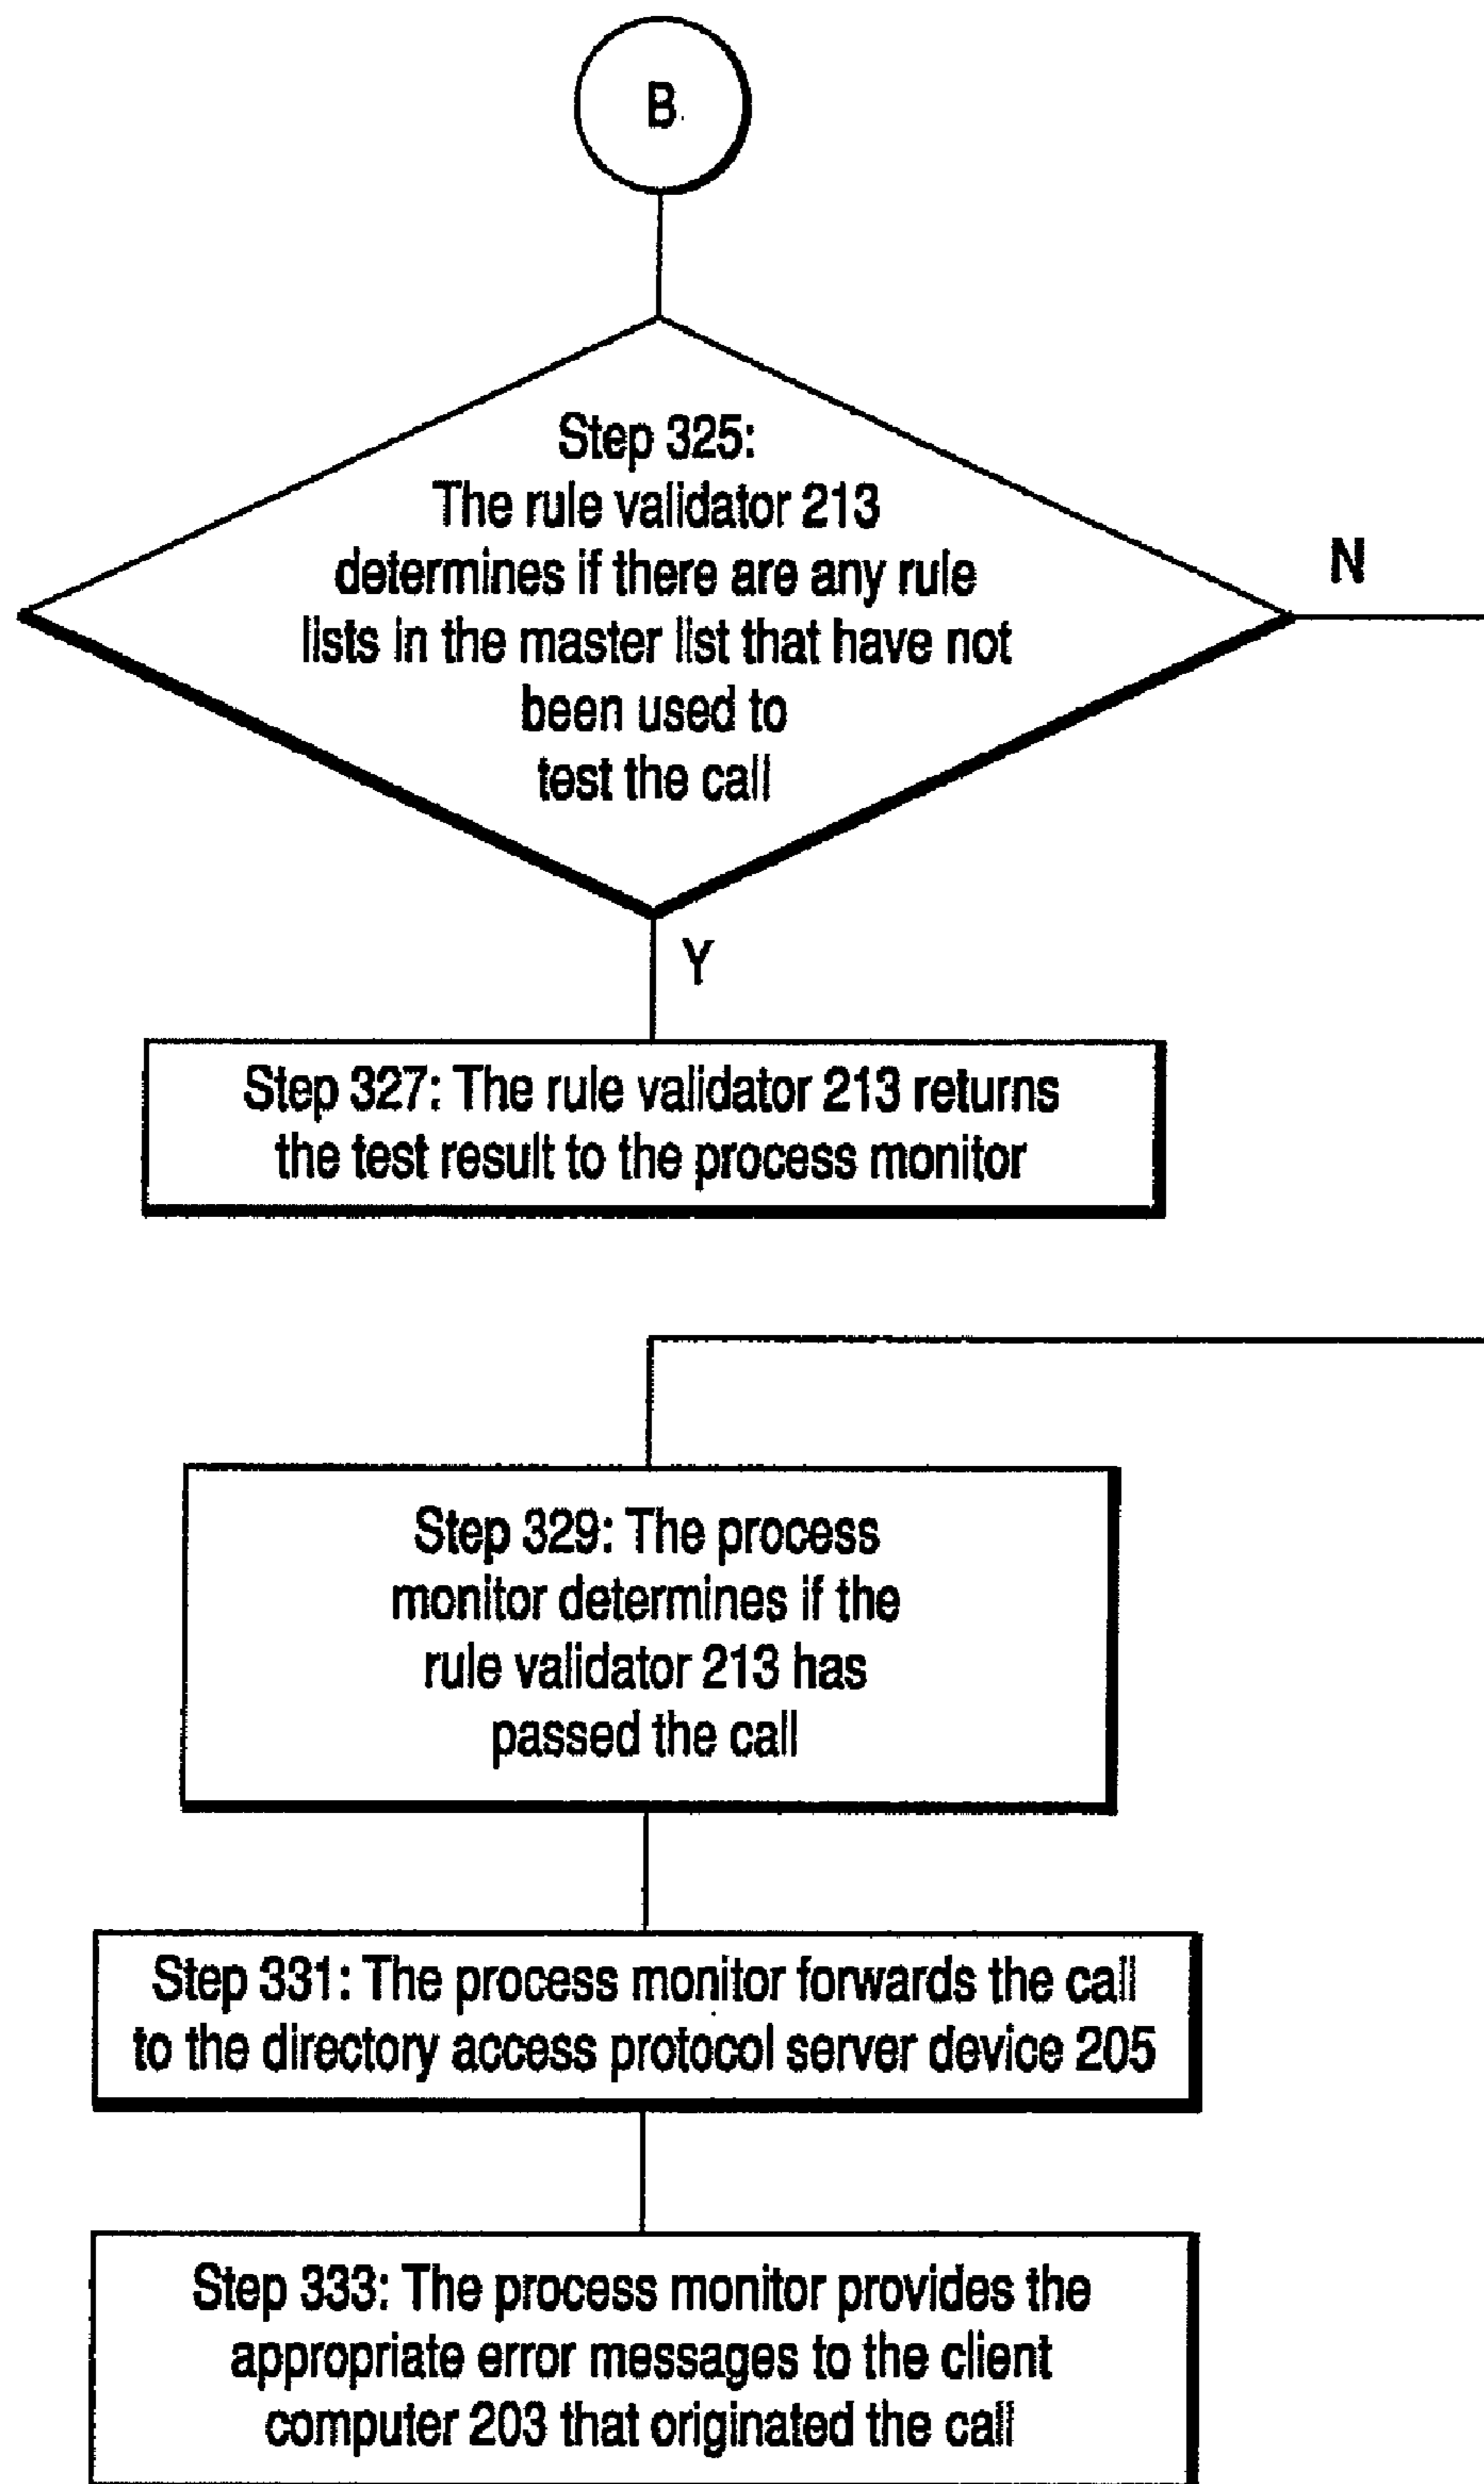 B
Step 325:
The rule validator 213
determines if there are any rule
lists in the master list that have not
been used to
test the call
N
Y
Step 327: The rule validator 213 returns
the test result to the process monitor
Step 329: The process
monitor determines if the
rule validator 213 has
passed the call
Step 331: The process monitor forwards the call
to the directory access protocol server device 205
Step 333: The process monitor provides the
appropriate error messages to the client
computer 203 that originated the call